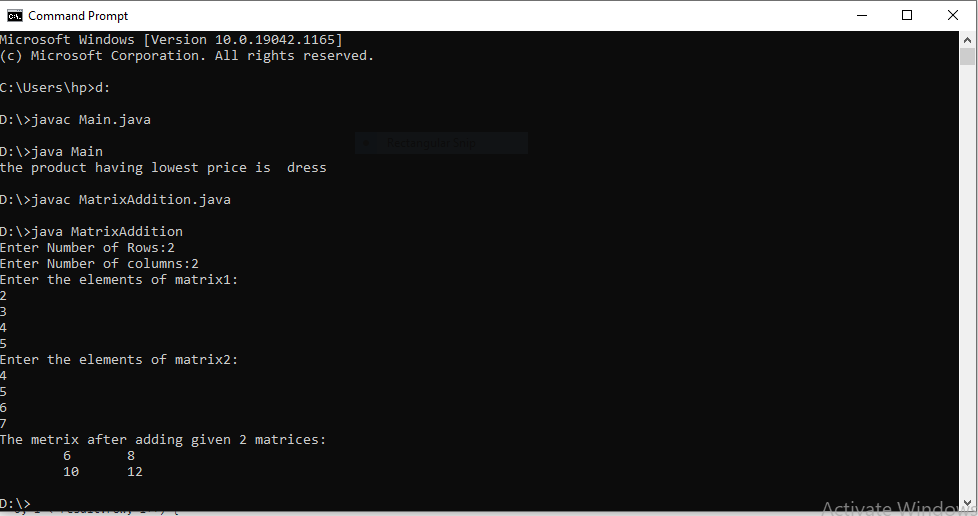 Command Prompt
Microsoft Windows [Version 10.0.19042.1165]
(c) Microsoft Corporation. All rights reserved.
C:\Users\hp>d:
D:\>javac Main.java
Rectangular Snip
D:\>java Main
the product having lowest price is  dress
D:\>javac MatrixAddition.java
D:\>java MatrixAddition
Enter Number of Rows:2
Enter Number of columns:2
Enter the elements of matrix1:
2
3
4
5
Enter the elements of matrix2:
4
5
6
7
The metrix after adding given 2 matrices:
6 8
10 12
D:\>
Activate Windows